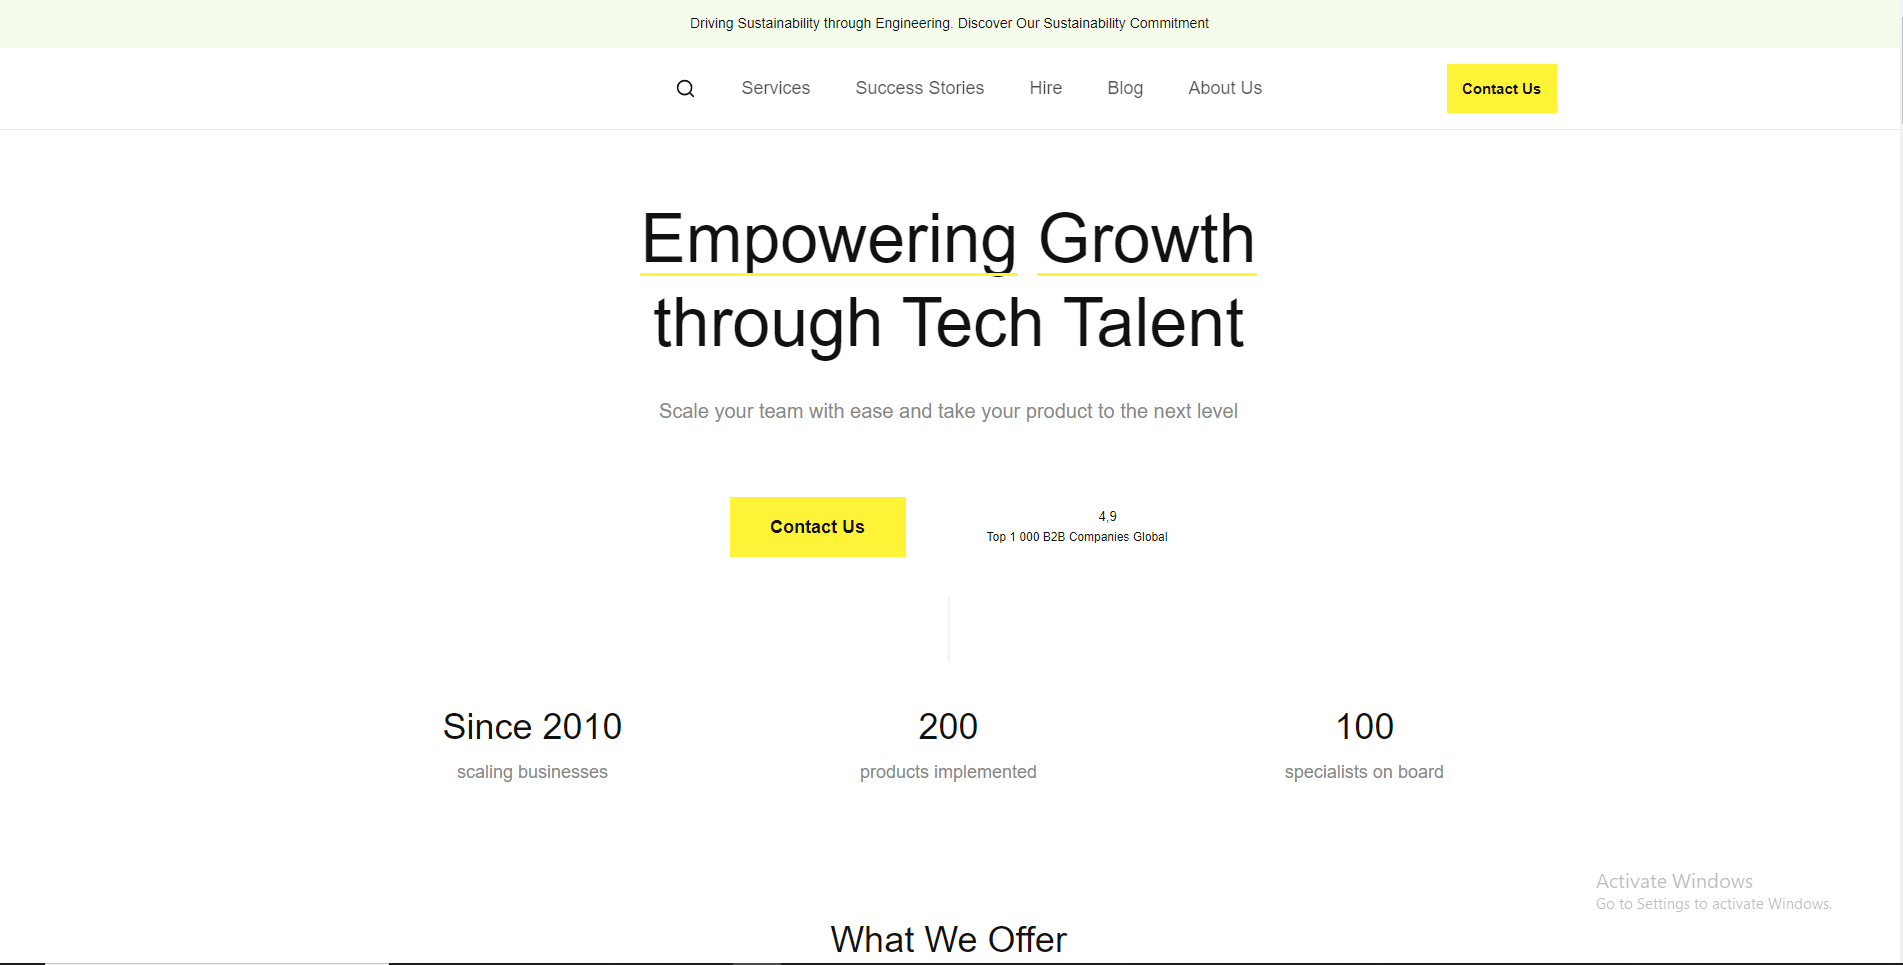 Driving Sustainability through Engineering. Discover Our Sustainability Commitment
Services Success Stories Hire Blog About Us Contact Us
Empowering Growth
through Tech Talent
Scale your team with ease and take your product to the next level
Contact Us
4,9
Top 1 000 B2B Companies Global
Since 2010
scaling businesses
200
products implemented
100
specialists on board
Activate Windows
Go to Settings to activate Windows.
What We Offer